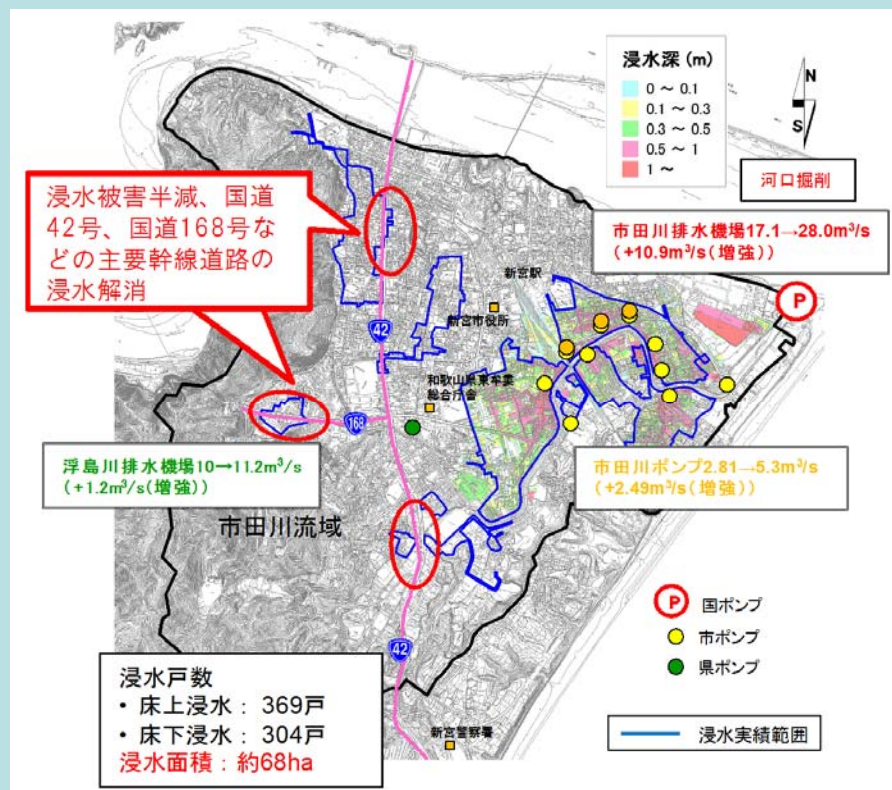 浸水深 (m)
0 ～ 0.1
0.1 ～ 0.3
0.3 ～ 0.5
0.5 ～ 1
1 ～
N
S
河口掘削
浸水被害半減、国道
42号、国道168号な
どの主要幹線道路の
浸水解消
市田川排水機場17.1→28.0m³/s
(+10.9m³/s(増強))
新宮駅
P
新宮市役所
42
和歌山県東牟婁
総合庁舎
168
浮島川排水機場10→11.2m³/s
(+1.2m³/s(増強))
市田川ポンプ2.81→5.3m³/s
(+2.49m³/s(増強))
市田川流域
P 国ポンプ
市ポンプ
県ポンプ
42
浸水戸数
・床上浸水： 369戸
・床下浸水： 304戸
浸水面積：約68ha
新宮警察署
浸水実績範囲